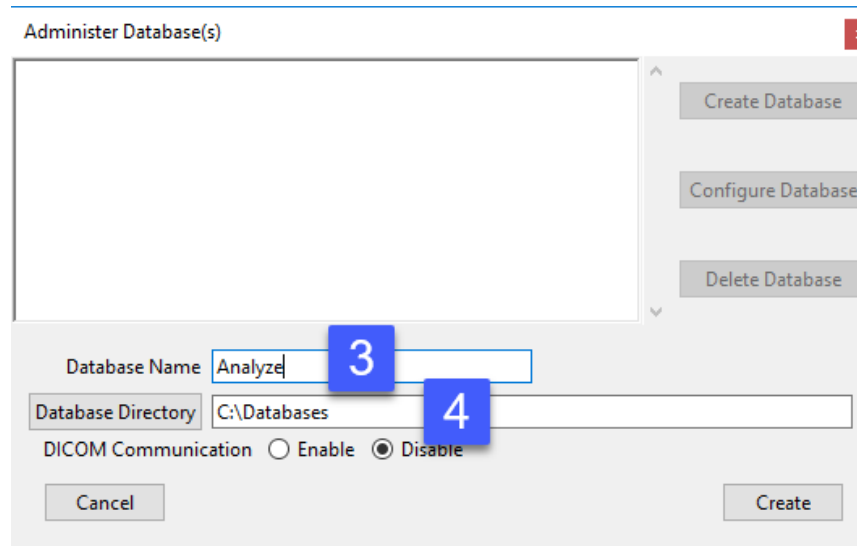 Administer Database(s)
Create Database
Configure Database
Delete Database
Database Name Analyze 3
Database Directory C:\Databases 4
DICOM Communication Enable Disable
Cancel Create